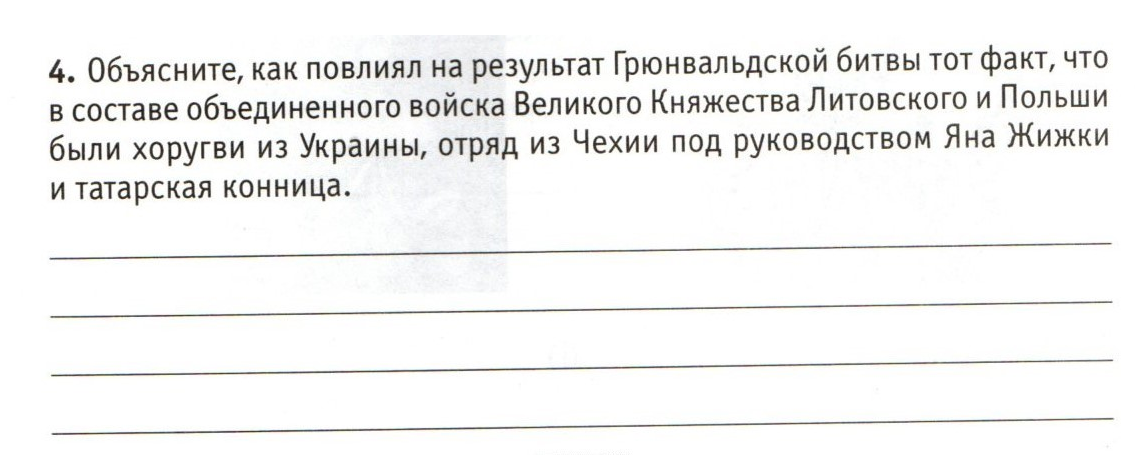 4. Объясните, как повлиял на результат Грюнвальдской битвы тот факт, что
в составе объединенного войска Великого Княжества Литовского и Польши
были хоругви из Украины, отряд из Чехии под руководством Яна Жижки
и татарская конница.